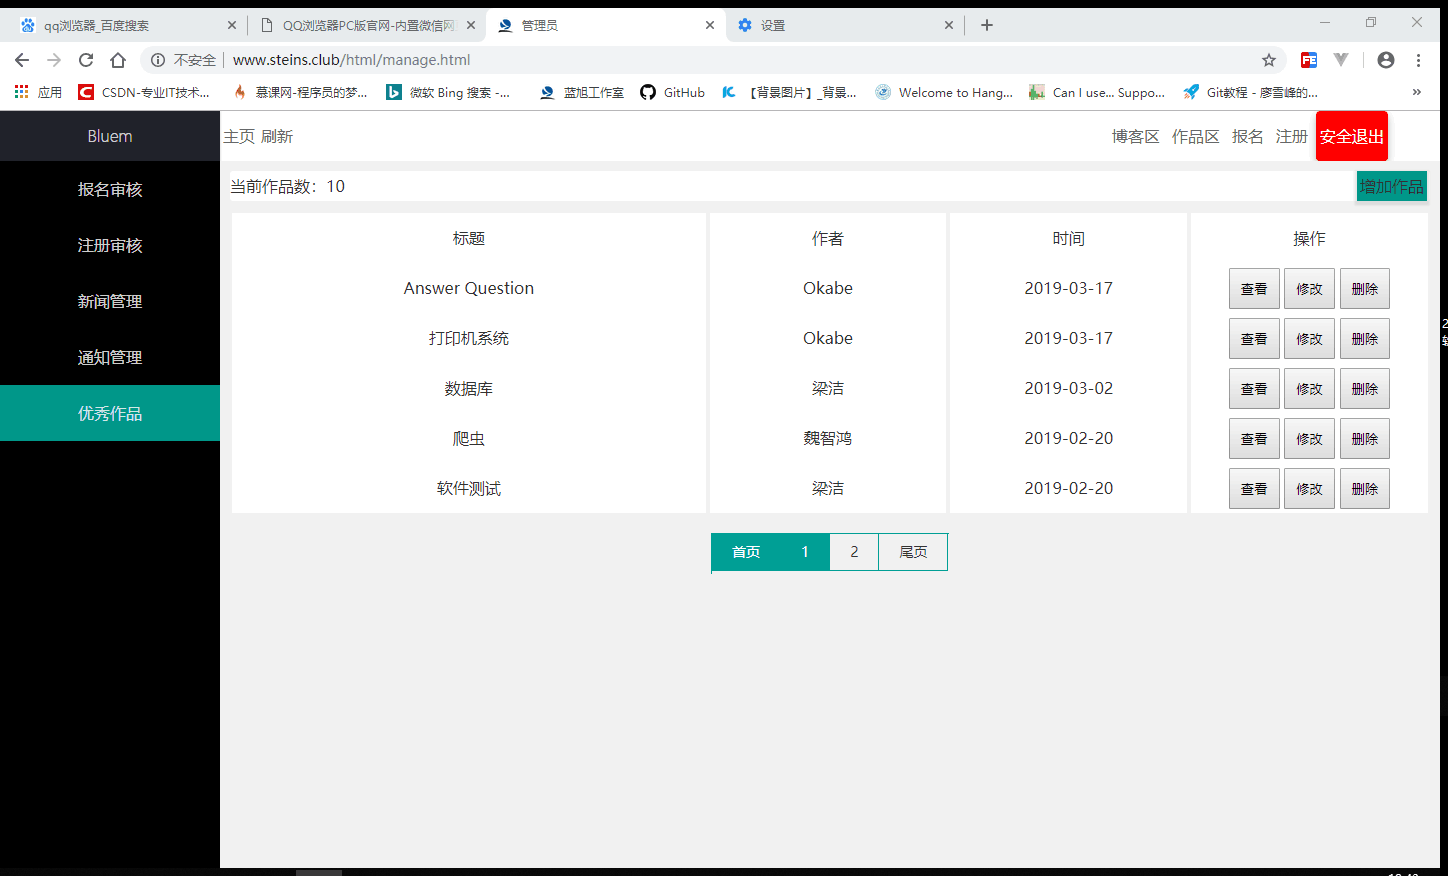 qq浏览器_百度搜索
QQ浏览器PC版官网-内置微信网
管理员
设置
不安全 | www.steins.club/html/manage.html
应用 CSDN-专业IT技术... 慕课网-程序员的梦... 微软 Bing 搜索 -... 蓝旭工作室 GitHub 【背景图片】_背景... Welcome to Hang... Can I use... Suppo... Git教程 - 廖雪峰的... »
Bluem
主页 刷新
博客区 作品区 报名 注册 安全退出
报名审核
注册审核
新闻管理
通知管理
优秀作品
当前作品数：10
增加作品
标题 作者 时间 操作
Answer Question Okabe 2019-03-17 查看 修改 删除
打印机系统 Okabe 2019-03-17 查看 修改 删除
数据库 梁洁 2019-03-02 查看 修改 删除
爬虫 魏智鸿 2019-02-20 查看 修改 删除
软件测试 梁洁 2019-02-20 查看 修改 删除
首页 1 2 尾页